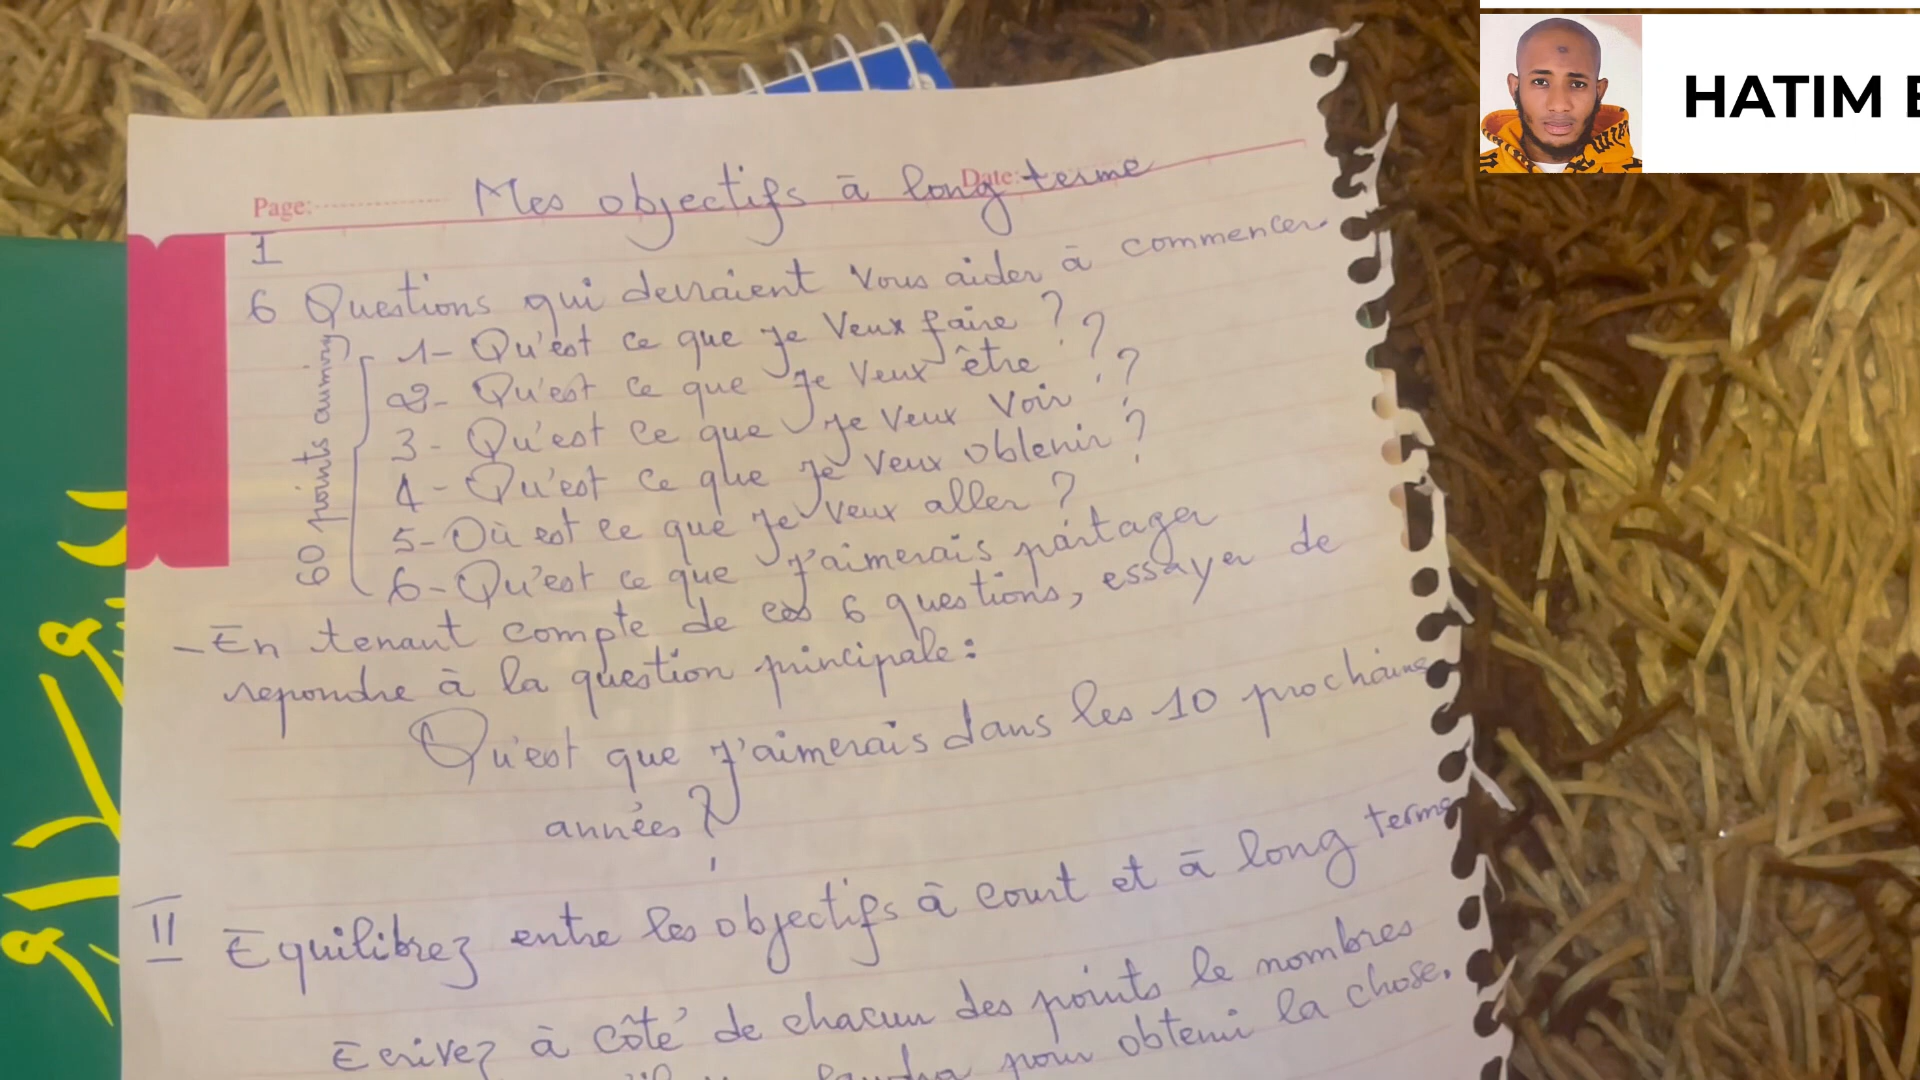 HATIM
Page: Date:
Mes objectifs à long terme
I
6 Questions qui devraient vous aider à commencer.
60 points
1- Qu'est ce que je veux faire ?
2- Qu'est ce que je veux être ?
3- Qu'est ce que je veux voir ?
4- Qu'est ce que je veux obtenir ?
5- Où est ce que je veux aller ?
6- Qu'est ce que j'aimerais partager
- En tenant compte de ces 6 questions, essayer de
repondre à la question principale:
Qu'est que j'aimerais dans les 10 prochaine
années ?
II Equilibrez entre les objectifs à court et à long terme
Ecrivez à côté de chacun des points le nombres
pour obtenir la chose.